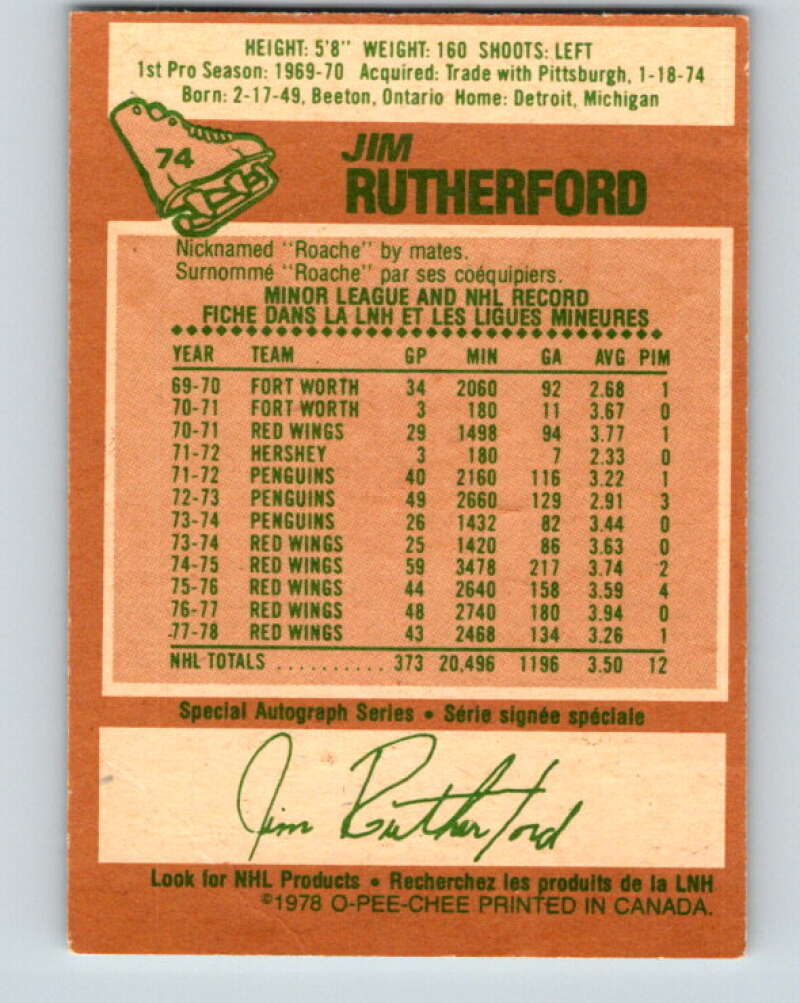 HEIGHT: 5'8" WEIGHT: 160 SHOOTS: LEFT
1st Pro Season: 1969-70 Acquired: Trade with Pittsburgh, 1-18-74
Born: 2-17-49, Beeton, Ontario Home: Detroit, Michigan
74
JIM
RUTHERFORD
Nicknamed "Roache" by mates.
Surnommé "Roache" par ses coéquipiers.
MINOR LEAGUE AND NHL RECORD
FICHE DANS LA LNH ET LES LIGUES MINEURES
YEAR TEAM GP MIN GA AVG PIM
69-70 FORT WORTH 34 2060 92 2.68 1
70-71 FORT WORTH 3 180 11 3.67 0
70-71 RED WINGS 29 1498 94 3.77 1
71-72 HERSHEY 3 180 7 2.33 0
71-72 PENGUINS 40 2160 116 3.22 1
72-73 PENGUINS 49 2660 129 2.91 3
73-74 PENGUINS 26 1432 82 3.44 0
73-74 RED WINGS 25 1420 86 3.63 0
74-75 RED WINGS 59 3478 217 3.74 2
75-76 RED WINGS 44 2640 158 3.59 4
76-77 RED WINGS 48 2740 180 3.94 0
77-78 RED WINGS 43 2468 134 3.26 1
NHL TOTALS .......... 373 20,496 1196 3.50 12
Special Autograph Series • Série signée spéciale
Jim Rutherford
Look for NHL Products • Recherchez les produits de la LNH
©1978 O-PEE-CHEE PRINTED IN CANADA.